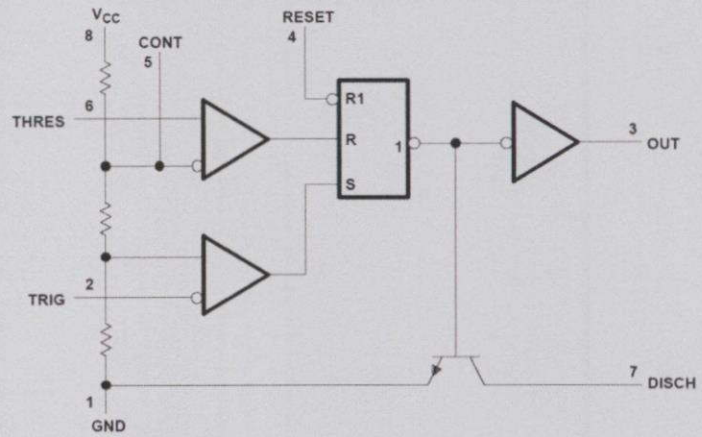 VCC
8
CONT
5
RESET
4
6
THRES
R1
R
1
S
3
OUT
2
TRIG
7
DISCH
1
GND